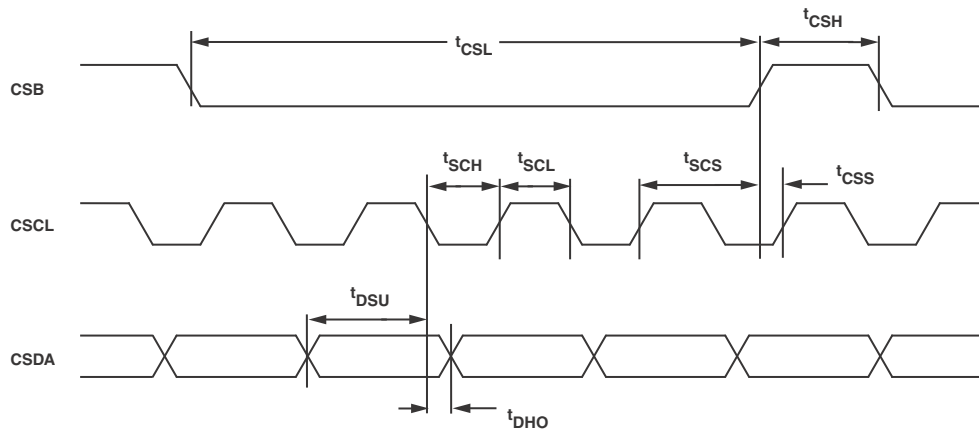 tCSH
tCSL
CSB
tSCH
tSCL
tSCS
tCSS
CSCL
tDSU
CSDA
tDHO